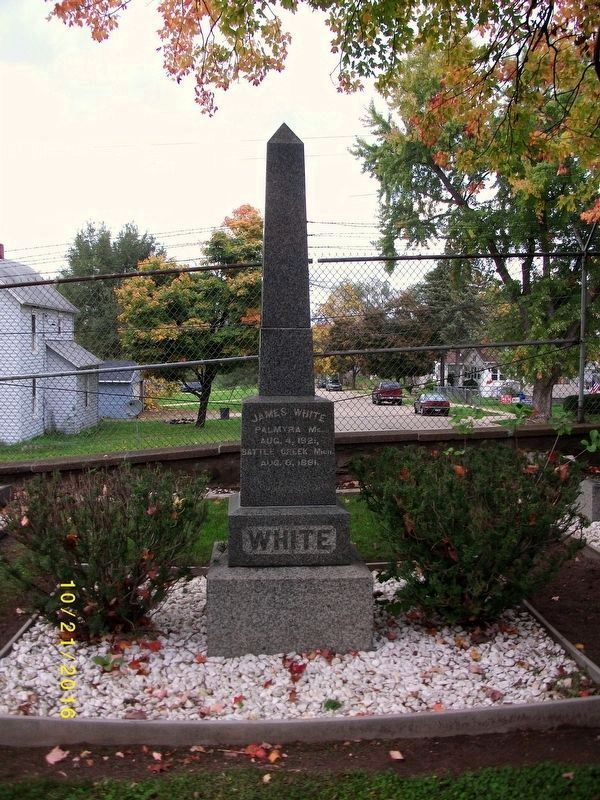 JAMES WHITE
PALMYRA Me.
AUG. 4, 1821,
BATTLE CREEK Mich.
AUG. 6, 1881.
WHITE
10/21/2016